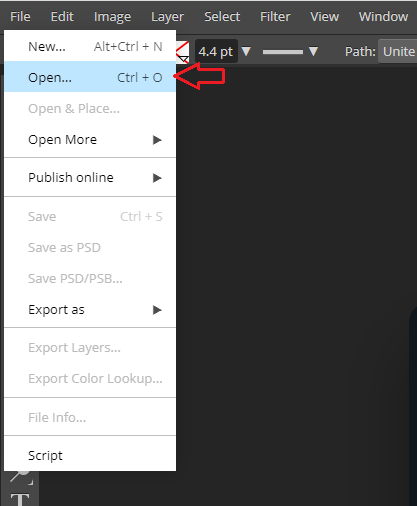 File Edit Image Layer Select Filter View Window
New... Alt+Ctrl + N
4.4 pt Path: Unite
Open... Ctrl + O
Open & Place...
Open More
Publish online
Save Ctrl + S
Save as PSD
Save PSD/PSB...
Export as
Export Layers...
Export Color Lookup...
File Info...
Script
T